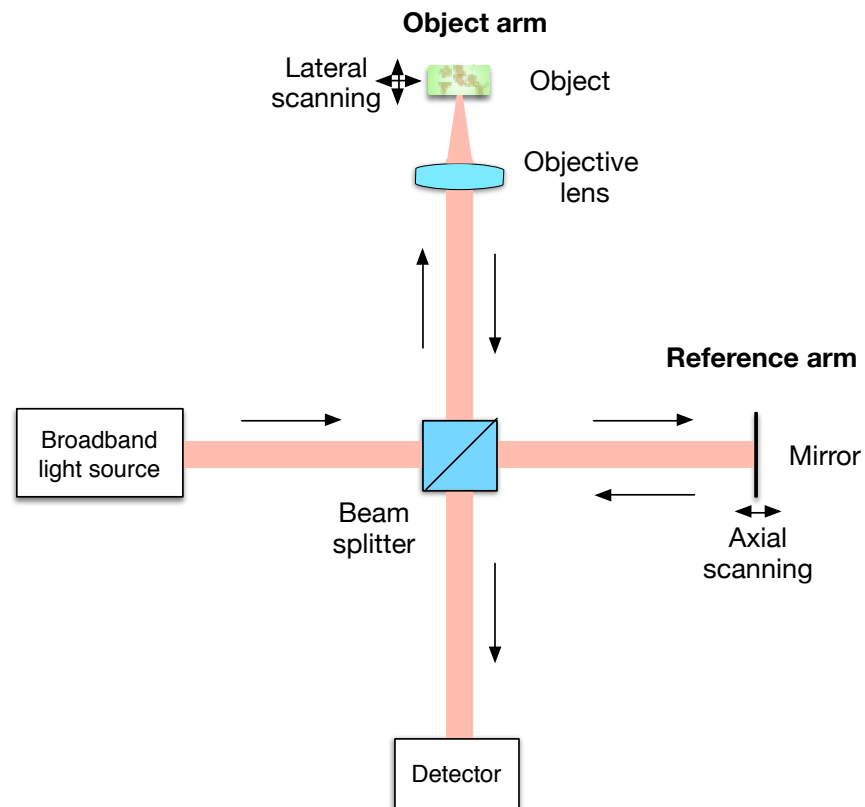 Object arm
Lateral
scanning
Object
Objective
lens
Reference arm
Broadband
light source
Mirror
Beam
splitter
Axial
scanning
Detector